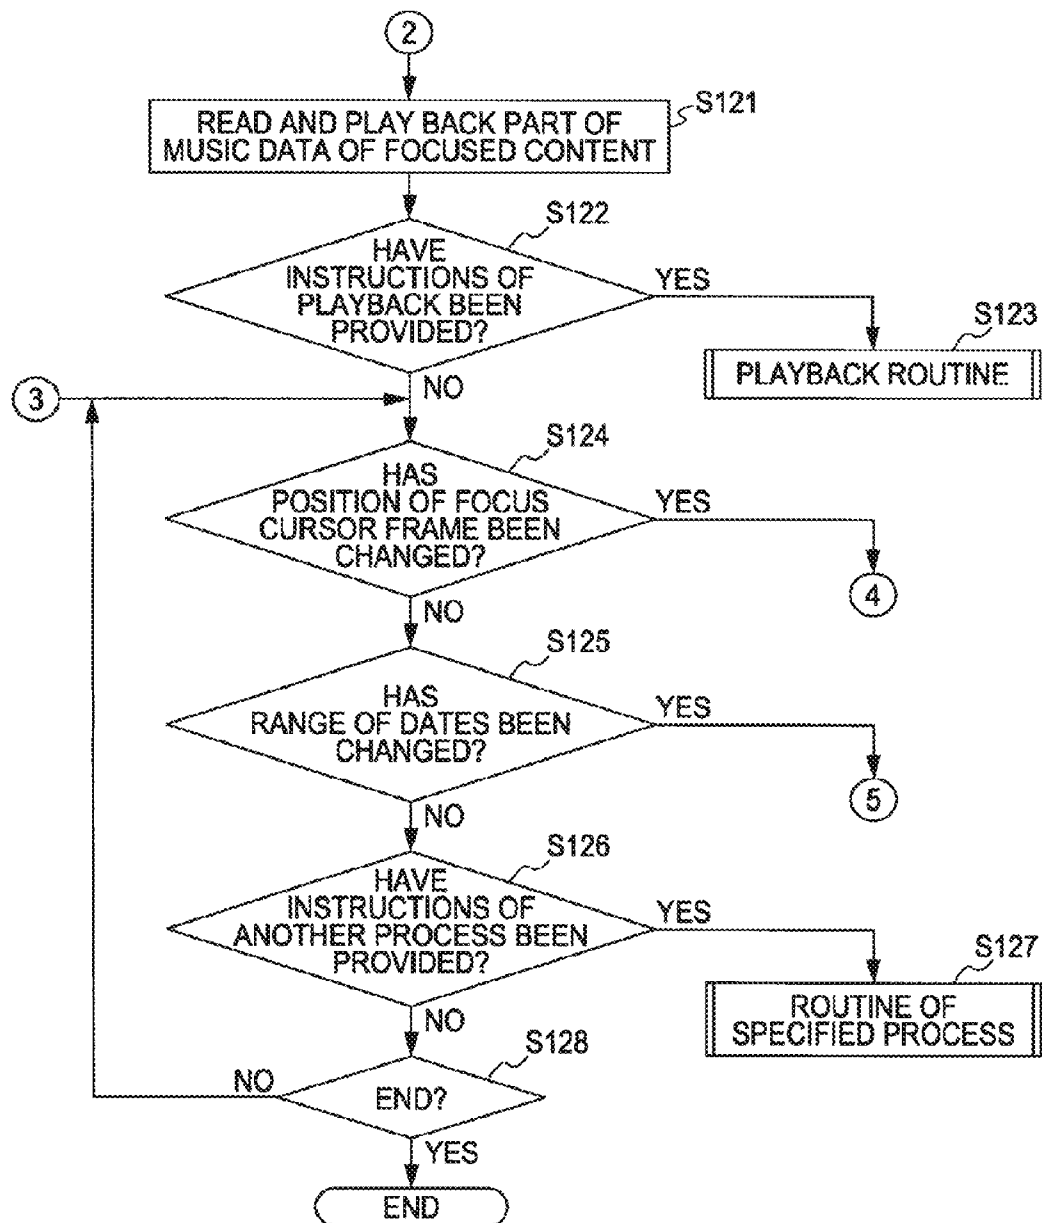 2
S121
READ AND PLAY BACK PART OF
MUSIC DATA OF FOCUSED CONTENT
S122
HAVE
INSTRUCTIONS OF
PLAYBACK BEEN
PROVIDED?
YES
S123
PLAYBACK ROUTINE
NO
3
S124
HAS
POSITION OF FOCUS
CURSOR FRAME BEEN
CHANGED?
YES
4
NO
S125
HAS
RANGE OF DATES BEEN
CHANGED?
YES
5
NO
S126
HAVE
INSTRUCTIONS OF
ANOTHER PROCESS BEEN
PROVIDED?
YES
S127
ROUTINE OF
SPECIFIED PROCESS
NO
S128
END?
NO
YES
END